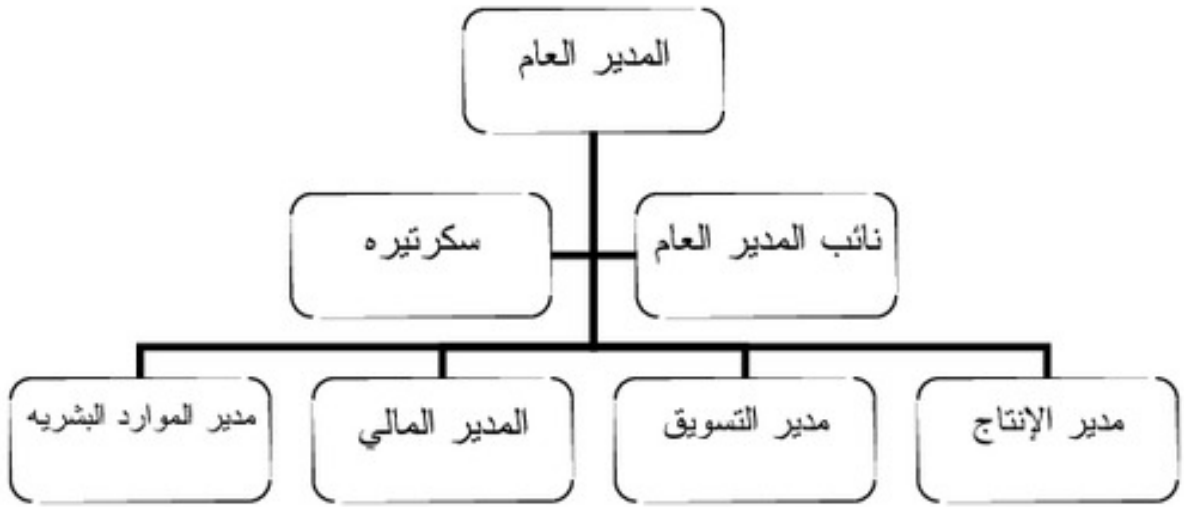 المدير العام
نائب المدير العام
سكرتيره
مدير الإنتاج
مدير التسويق
المدير المالي
مدير الموارد البشريه